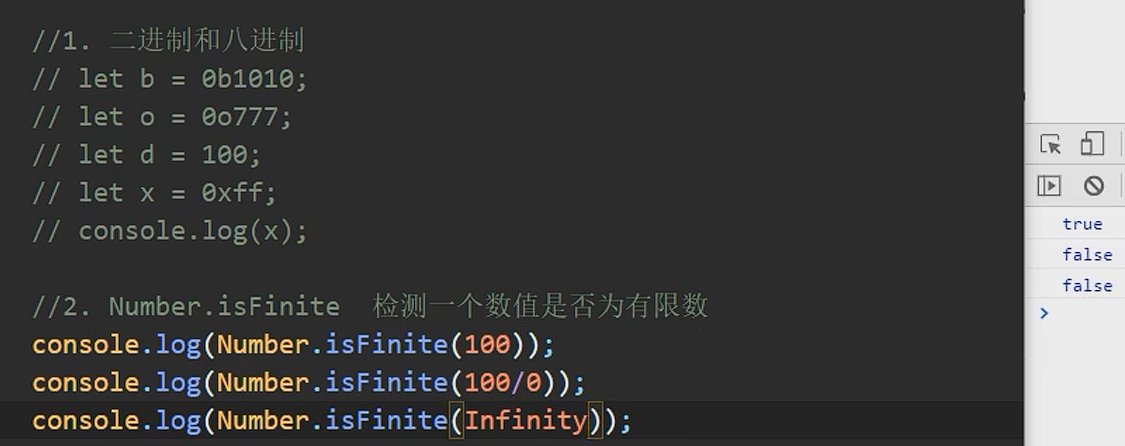 //1. 二进制和八进制
// let b = 0b1010;
// let o = 0o777;
// let d = 100;
// let x = 0xff;
// console.log(x);
//2. Number.isFinite  检测一个数值是否为有限数
console.log(Number.isFinite(100));
console.log(Number.isFinite(100/0));
console.log(Number.isFinite(Infinity));
true
false
false